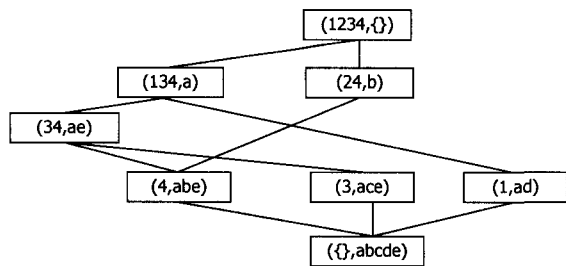 (1234,{})
(134,a)
(24,b)
(34,ae)
(4,abe)
(3,ace)
(1,ad)
({},abcde)